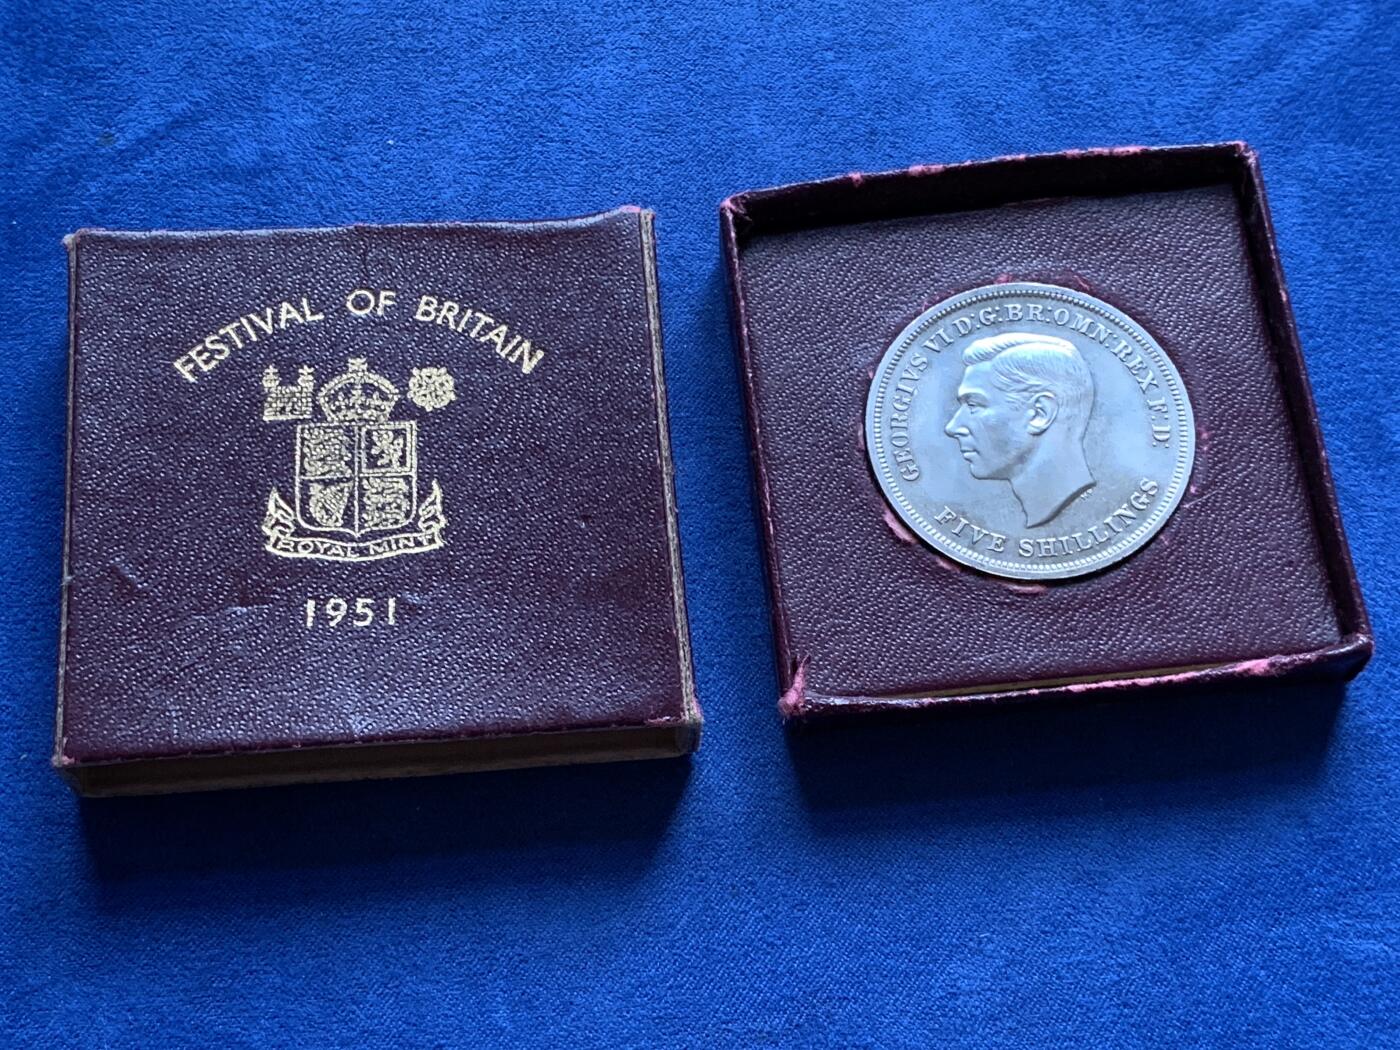 FESTIVAL OF BRITAIN
ROYAL MINT
1951
GEORGIVS VI D:G:BR:OMN:REX F:D:
FIVE SHILLINGS